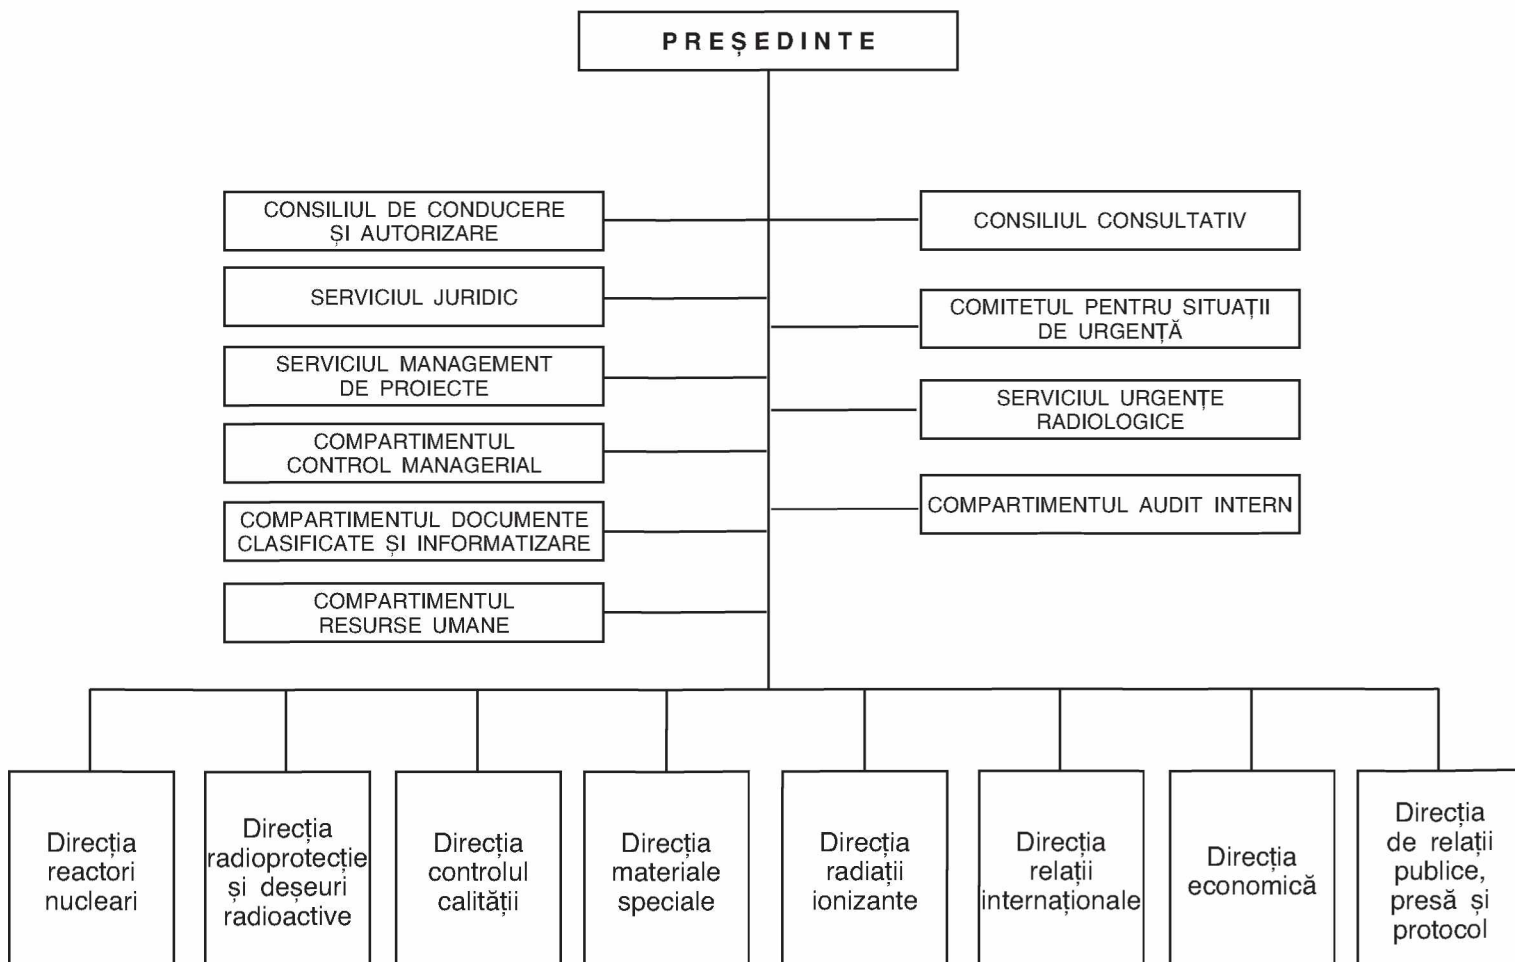 PREȘEDINTE
CONSILIUL DE CONDUCERE
ȘI AUTORIZARE
SERVICIUL JURIDIC
SERVICIUL MANAGEMENT
DE PROIECTE
COMPARTIMENTUL
CONTROL MANAGERIAL
COMPARTIMENTUL DOCUMENTE
CLASIFICATE ȘI INFORMATIZARE
COMPARTIMENTUL
RESURSE UMANE
CONSILIUL CONSULTATIV
COMITETUL PENTRU SITUAȚII
DE URGENȚĂ
SERVICIUL URGENȚE
RADIOLOGICE
COMPARTIMENTUL AUDIT INTERN
Direcția
reactori
nucleari
Direcția
radioprotecție
și deșeuri
radioactive
Direcția
controlul
calității
Direcția
materiale
speciale
Direcția
radiații
ionizante
Direcția
relații
internaționale
Direcția
economică
Direcția
de relații
publice,
presă și
protocol